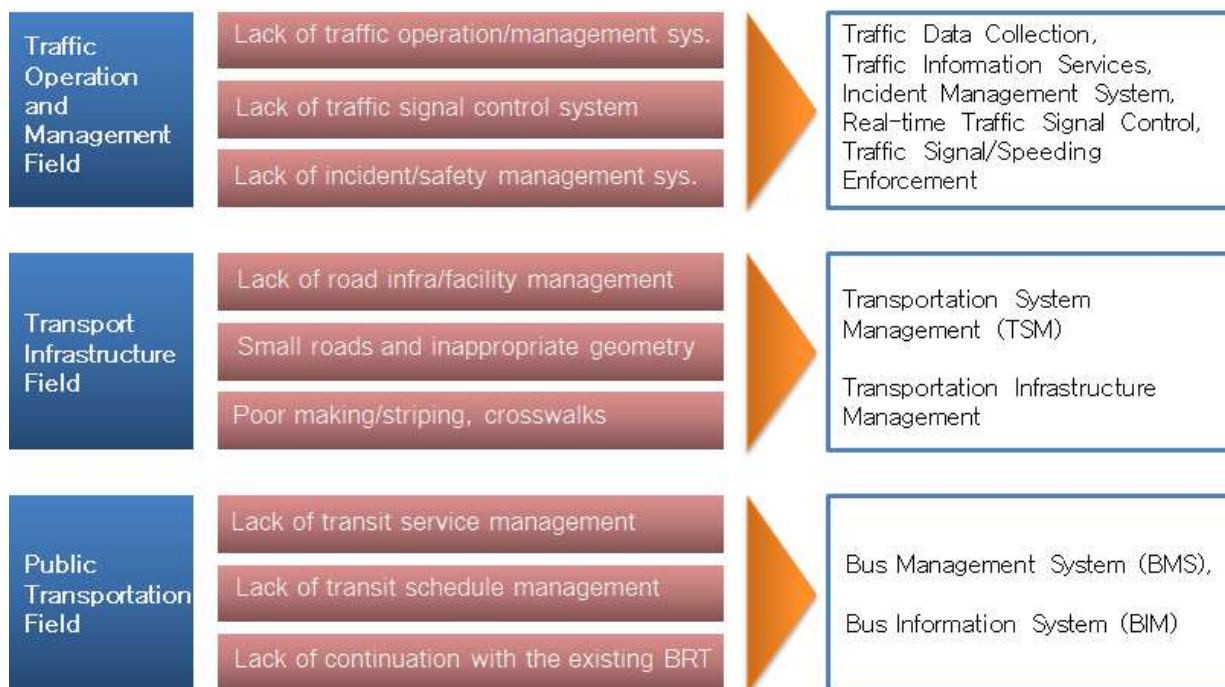 Traffic
Operation
and
Management
Field
Lack of traffic operation/management sys.
Lack of traffic signal control system
Lack of incident/safety management sys.
Traffic Data Collection,
Traffic Information Services,
Incident Management System,
Real-time Traffic Signal Control,
Traffic Signal/Speeding
Enforcement
Transport
Infrastructure
Field
Lack of road infra/facility management
Small roads and inappropriate geometry
Poor making/striping, crosswalks
Transportation System
Management (TSM)
Transportation Infrastructure
Management
Public
Transportation
Field
Lack of transit service management
Lack of transit schedule management
Lack of continuation with the existing BRT
Bus Management System (BMS),
Bus Information System (BIM)